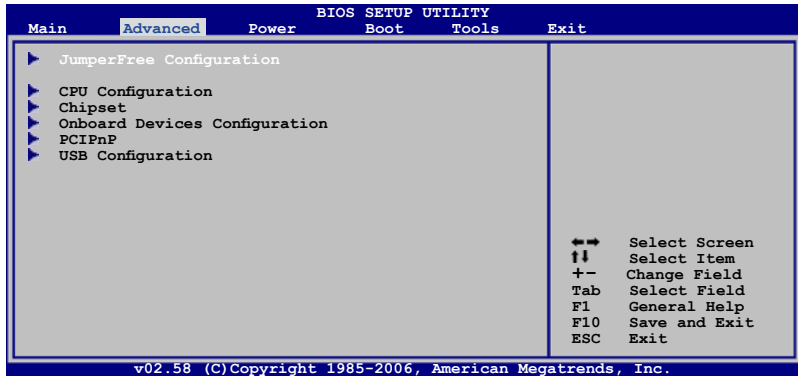 BIOS SETUP UTILITY
Main Advanced Power Boot Tools Exit
JumperFree Configuration
CPU Configuration
Chipset
Onboard Devices Configuration
PCIPnP
USB Configuration
←→ Select Screen
↑↓ Select Item
+- Change Field
Tab Select Field
F1 General Help
F10 Save and Exit
ESC Exit
v02.58 (C)Copyright 1985-2006, American Megatrends, Inc.